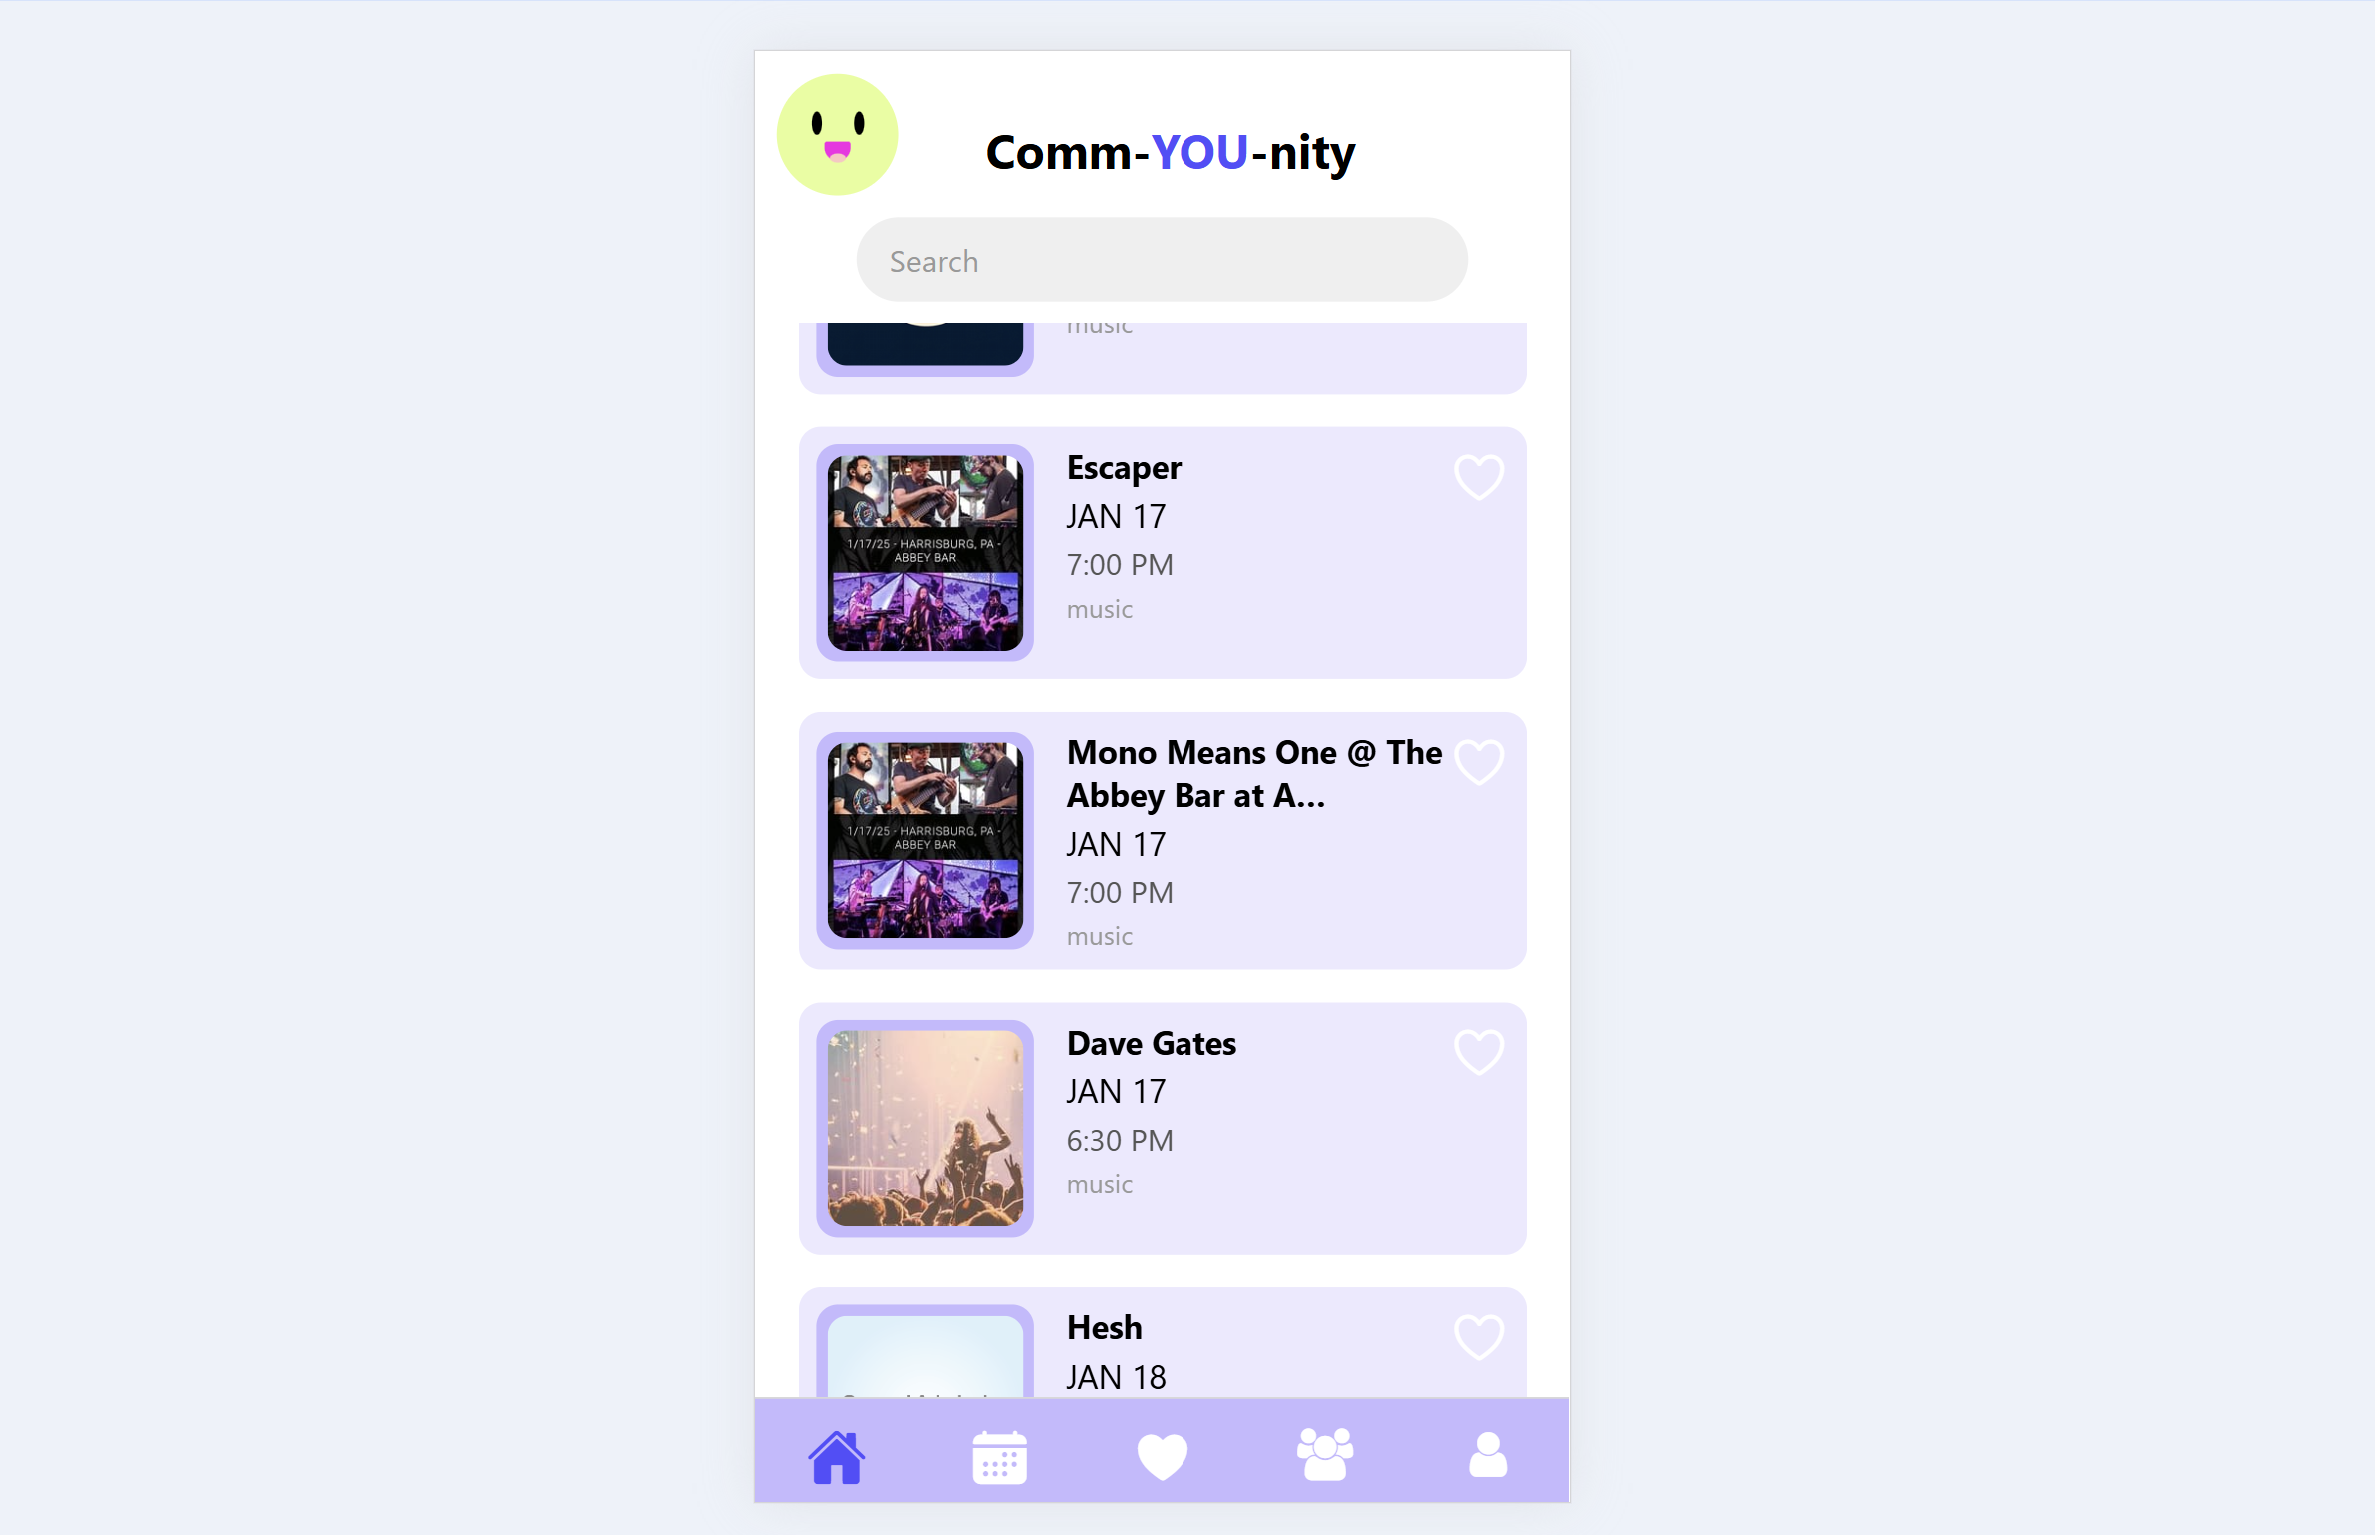 Comm-YOU-nity
Search
music
Escaper
JAN 17
7:00 PM
music
1/17/25 - HARRISBURG, PA -
ABBEY BAR
Mono Means One @ The
Abbey Bar at A...
JAN 17
7:00 PM
music
1/17/25 - HARRISBURG, PA -
ABBEY BAR
Dave Gates
JAN 17
6:30 PM
music
Hesh
JAN 18